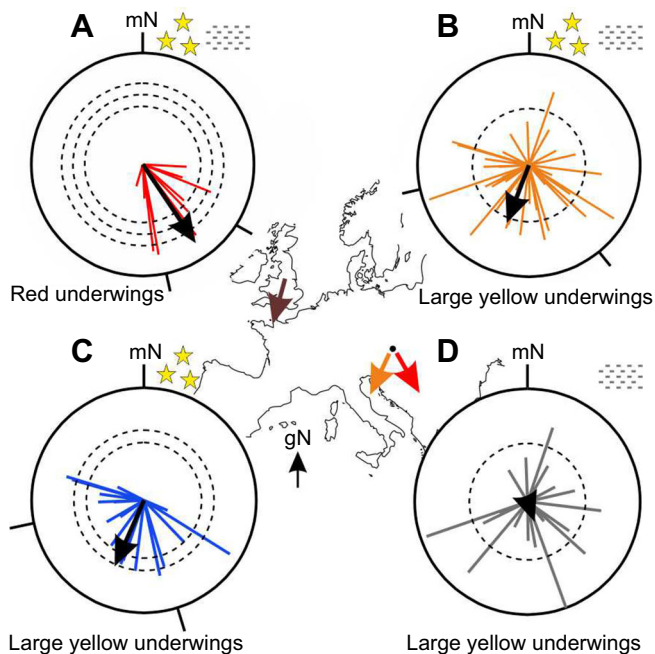 A mN
B mN
Red underwings
Large yellow underwings
C mN
D mN
gN
Large yellow underwings
Large yellow underwings